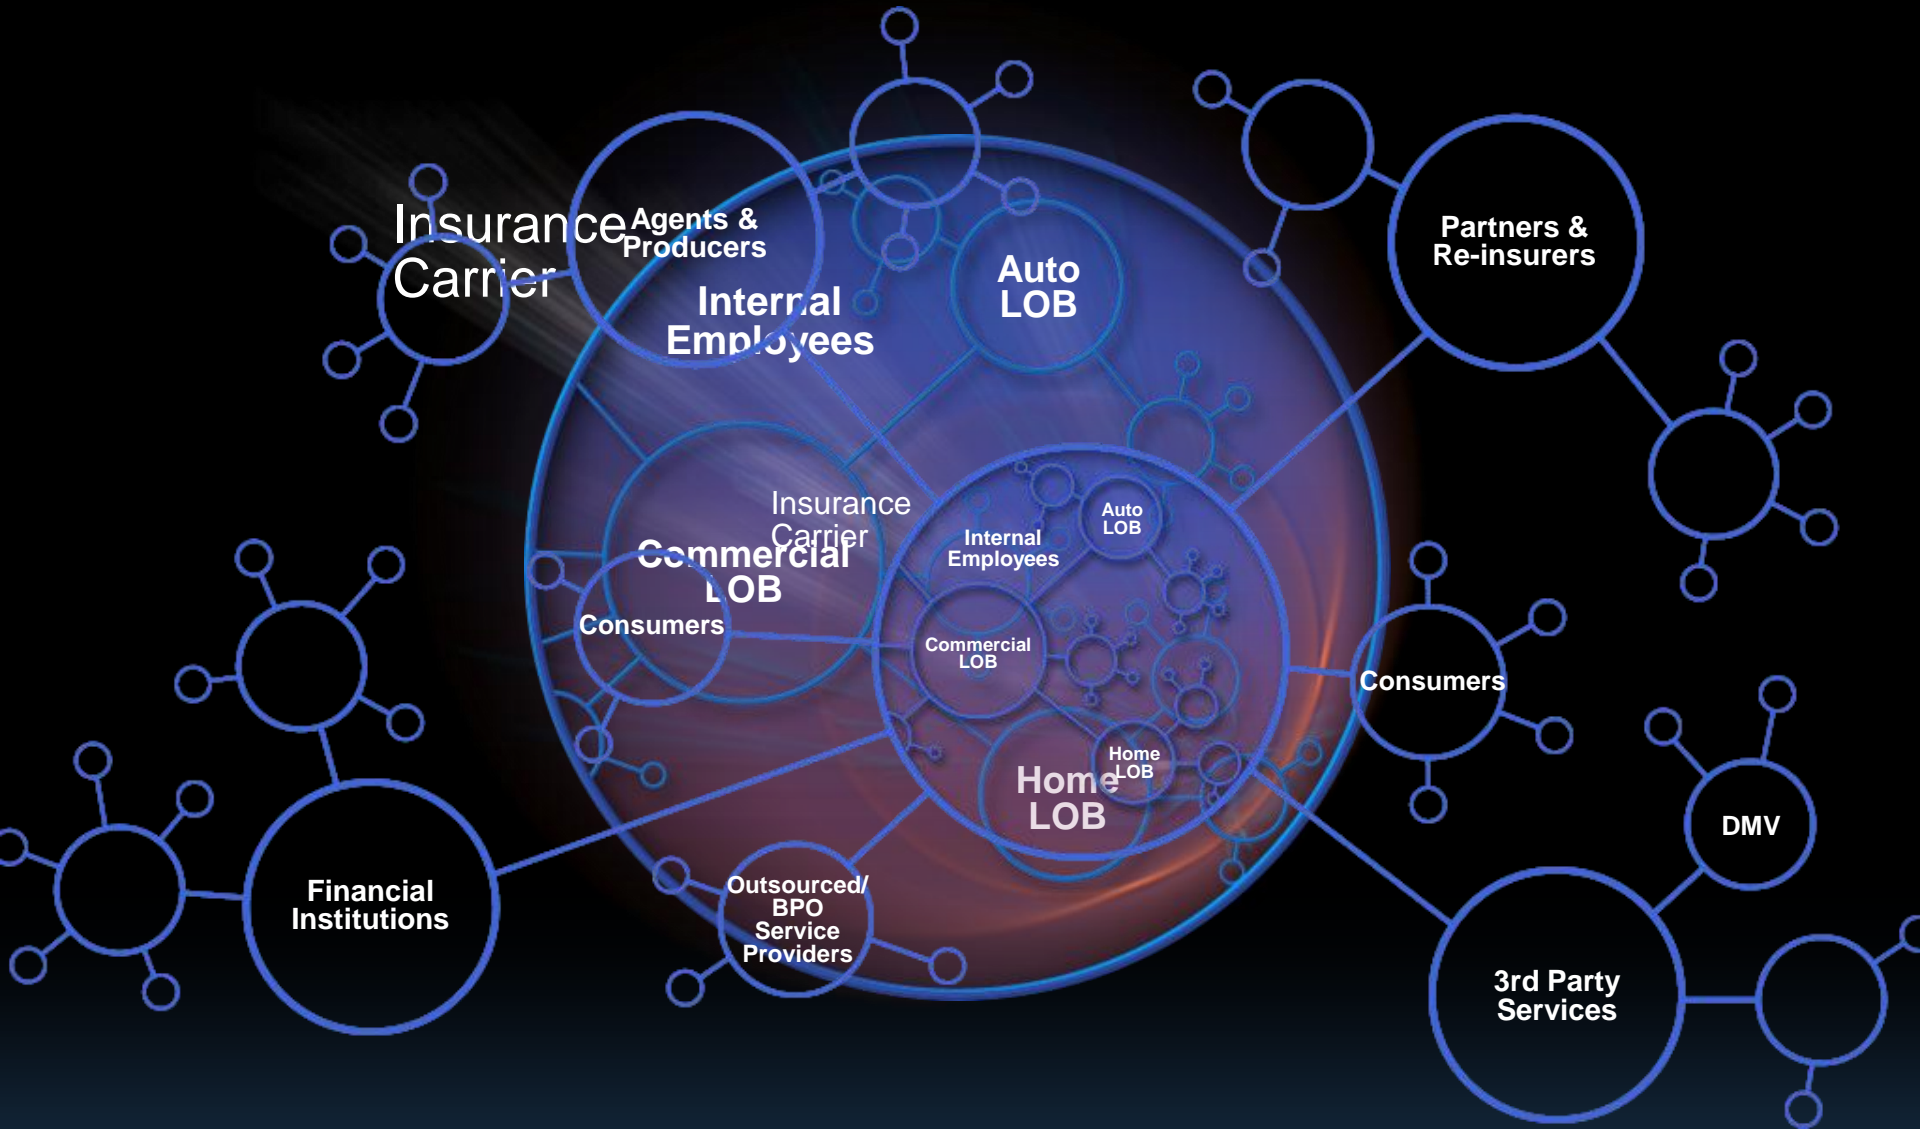 Insurance
Carrier
Agents &
Producers
Internal
Employees
Auto
LOB
Partners &
Re-insurers
Insurance
Carrier
Commercial
LOB
Consumers
Internal
Employees
Auto
LOB
Commercial
LOB
Home
LOB
Home
LOB
Consumers
DMV
Financial
Institutions
Outsourced/
BPO
Service
Providers
3rd Party
Services